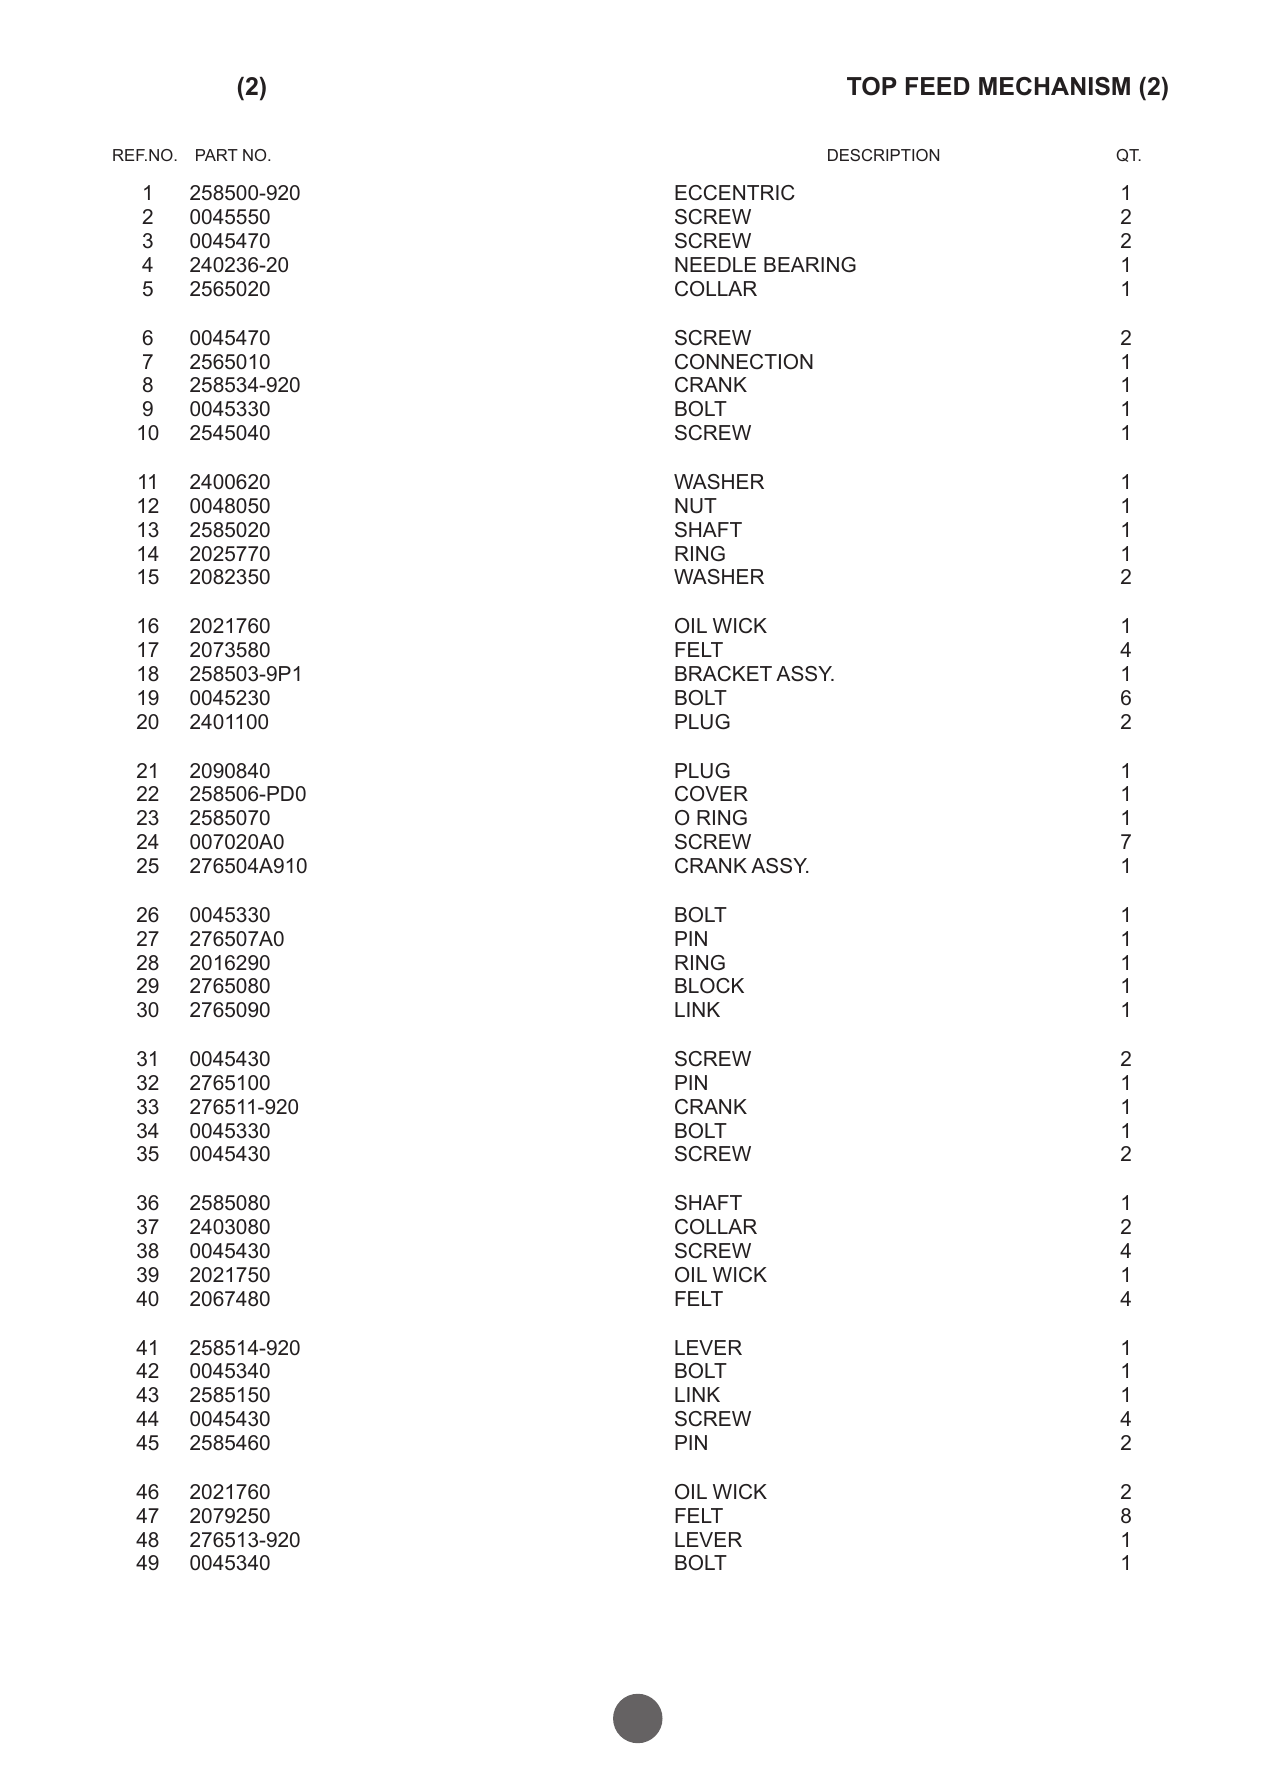 (2) TOP FEED MECHANISM (2)
REF.NO. PART NO. DESCRIPTION QT.
1 258500-920 ECCENTRIC 1
2 0045550 SCREW 2
3 0045470 SCREW 2
4 240236-20 NEEDLE BEARING 1
5 2565020 COLLAR 1
6 0045470 SCREW 2
7 2565010 CONNECTION 1
8 258534-920 CRANK 1
9 0045330 BOLT 1
10 2545040 SCREW 1
11 2400620 WASHER 1
12 0048050 NUT 1
13 2585020 SHAFT 1
14 2025770 RING 1
15 2082350 WASHER 2
16 2021760 OIL WICK 1
17 2073580 FELT 4
18 258503-9P1 BRACKET ASSY. 1
19 0045230 BOLT 6
20 2401100 PLUG 2
21 2090840 PLUG 1
22 258506-PD0 COVER 1
23 2585070 O RING 1
24 007020A0 SCREW 7
25 276504A910 CRANK ASSY. 1
26 0045330 BOLT 1
27 276507A0 PIN 1
28 2016290 RING 1
29 2765080 BLOCK 1
30 2765090 LINK 1
31 0045430 SCREW 2
32 2765100 PIN 1
33 276511-920 CRANK 1
34 0045330 BOLT 1
35 0045430 SCREW 2
36 2585080 SHAFT 1
37 2403080 COLLAR 2
38 0045430 SCREW 4
39 2021750 OIL WICK 1
40 2067480 FELT 4
41 258514-920 LEVER 1
42 0045340 BOLT 1
43 2585150 LINK 1
44 0045430 SCREW 4
45 2585460 PIN 2
46 2021760 OIL WICK 2
47 2079250 FELT 8
48 276513-920 LEVER 1
49 0045340 BOLT 1